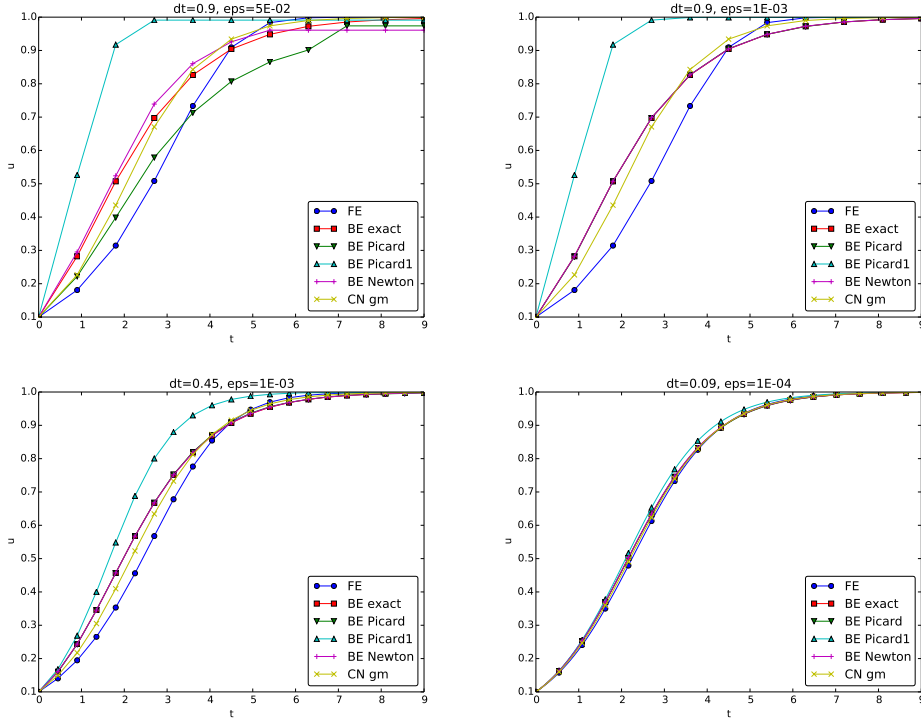 dt=0.9, eps=5E-02
1.0
0.9
0.8
0.7
0.6
0.5
0.4
0.3
0.2
0.1
u
0 1 2 3 4 5 6 7 8 9
t
FE
BE exact
BE Picard
BE Picard1
BE Newton
CN gm
dt=0.9, eps=1E-03
1.0
0.9
0.8
0.7
0.6
0.5
0.4
0.3
0.2
0.1
u
0 1 2 3 4 5 6 7 8 9
t
FE
BE exact
BE Picard
BE Picard1
BE Newton
CN gm
dt=0.45, eps=1E-03
1.0
0.9
0.8
0.7
0.6
0.5
0.4
0.3
0.2
0.1
u
0 1 2 3 4 5 6 7 8 9
t
FE
BE exact
BE Picard
BE Picard1
BE Newton
CN gm
dt=0.09, eps=1E-04
1.0
0.9
0.8
0.7
0.6
0.5
0.4
0.3
0.2
0.1
u
0 1 2 3 4 5 6 7 8 9
t
FE
BE exact
BE Picard
BE Picard1
BE Newton
CN gm